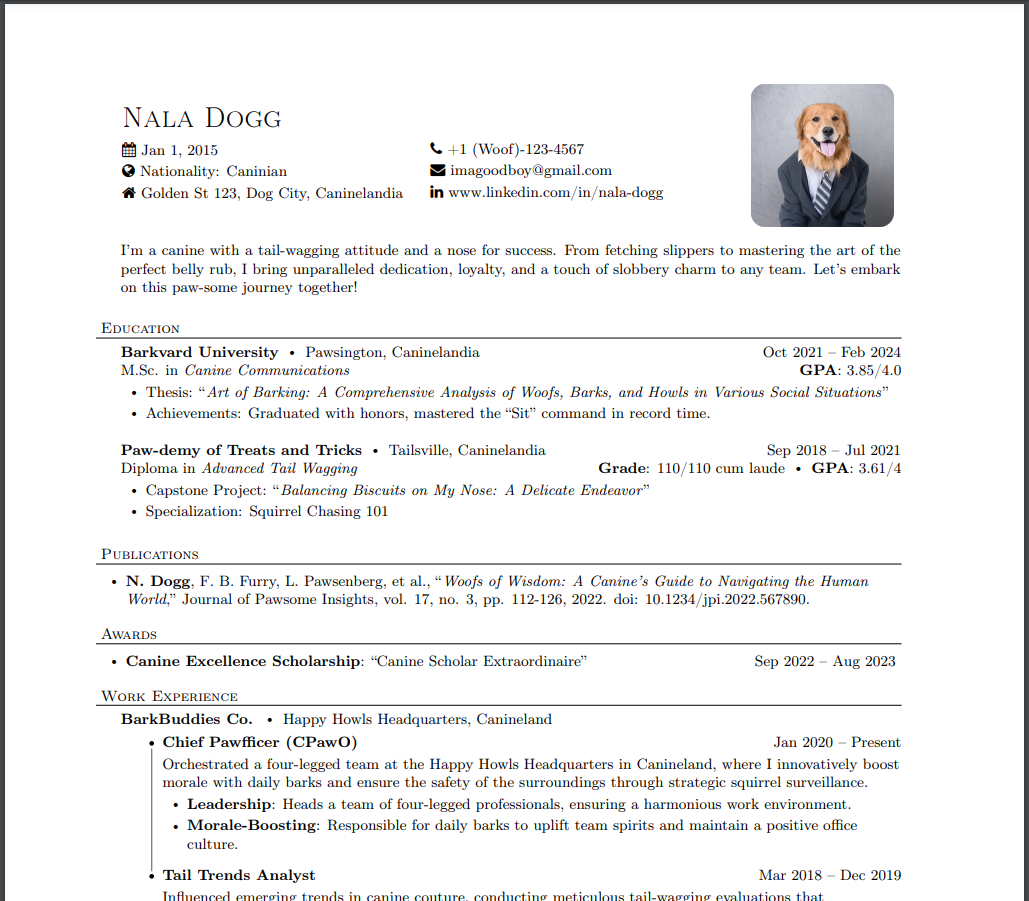 Nala Dogg
Jan 1, 2015
+1 (Woof)-123-4567
Nationality: Caninian
imagoodboy@gmail.com
Golden St 123, Dog City, Caninelandia
www.linkedin.com/in/nala-dogg
I'm a canine with a tail-wagging attitude and a nose for success. From fetching slippers to mastering the art of the
perfect belly rub, I bring unparalleled dedication, loyalty, and a touch of slobbery charm to any team. Let's embark
on this paw-some journey together!
Education
Barkvard University • Pawsington, Caninelandia Oct 2021 – Feb 2024
M.Sc. in Canine Communications GPA: 3.85/4.0
• Thesis: “Art of Barking: A Comprehensive Analysis of Woofs, Barks, and Howls in Various Social Situations”
• Achievements: Graduated with honors, mastered the “Sit” command in record time.
Paw-demy of Treats and Tricks • Tailsville, Caninelandia Sep 2018 – Jul 2021
Diploma in Advanced Tail Wagging Grade: 110/110 cum laude • GPA: 3.61/4
• Capstone Project: “Balancing Biscuits on My Nose: A Delicate Endeavor”
• Specialization: Squirrel Chasing 101
Publications
• N. Dogg, F. B. Furry, L. Pawsenberg, et al., “Woofs of Wisdom: A Canine's Guide to Navigating the Human
World,” Journal of Pawsome Insights, vol. 17, no. 3, pp. 112-126, 2022. doi: 10.1234/jpi.2022.567890.
Awards
• Canine Excellence Scholarship: “Canine Scholar Extraordinaire” Sep 2022 – Aug 2023
Work Experience
BarkBuddies Co. • Happy Howls Headquarters, Canineland
• Chief Pawfficer (CPawO) Jan 2020 – Present
Orchestrated a four-legged team at the Happy Howls Headquarters in Canineland, where I innovatively boost
morale with daily barks and ensure the safety of the surroundings through strategic squirrel surveillance.
• Leadership: Heads a team of four-legged professionals, ensuring a harmonious work environment.
• Morale-Boosting: Responsible for daily barks to uplift team spirits and maintain a positive office
culture.
• Tail Trends Analyst Mar 2018 – Dec 2019
Influenced emerging trends in canine couture, conducting meticulous tail-wagging evaluations that